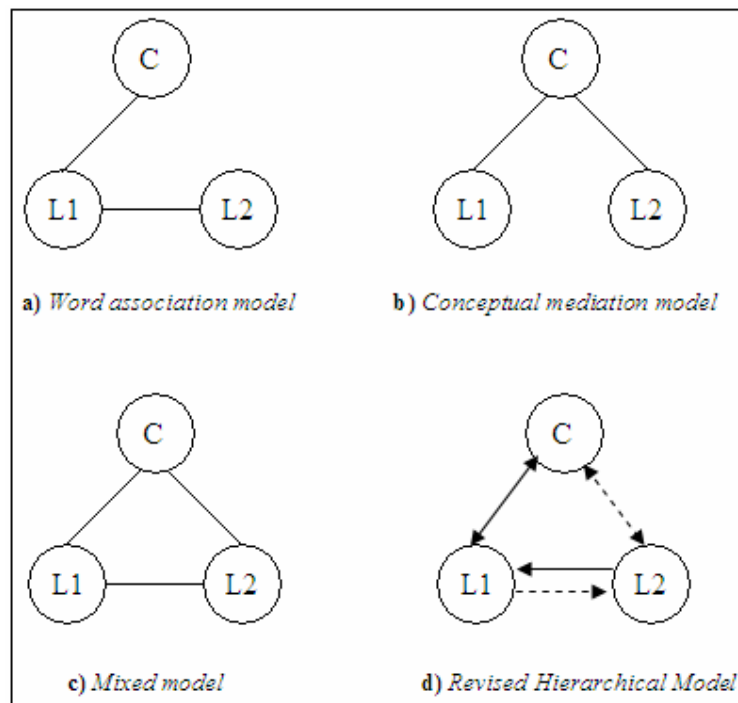 C
C
L1
L2
L1
L2
a) Word association model
b) Conceptual mediation model
C
C
L1
L2
L1
L2
c) Mixed model
d) Revised Hierarchical Model